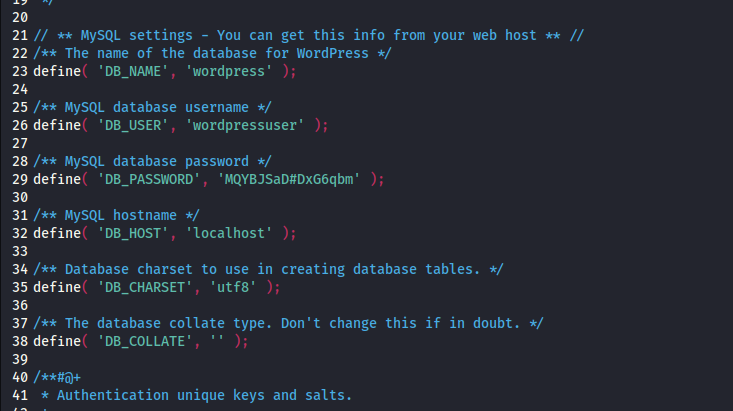 19 */
20
21 // ** MySQL settings - You can get this info from your web host ** //
22 /** The name of the database for WordPress */
23 define( 'DB_NAME', 'wordpress' );
24
25 /** MySQL database username */
26 define( 'DB_USER', 'wordpressuser' );
27
28 /** MySQL database password */
29 define( 'DB_PASSWORD', 'MQYBJSaD#DxG6qbm' );
30
31 /** MySQL hostname */
32 define( 'DB_HOST', 'localhost' );
33
34 /** Database charset to use in creating database tables. */
35 define( 'DB_CHARSET', 'utf8' );
36
37 /** The database collate type. Don't change this if in doubt. */
38 define( 'DB_COLLATE', '' );
39
40 /**#@+
41 * Authentication unique keys and salts.